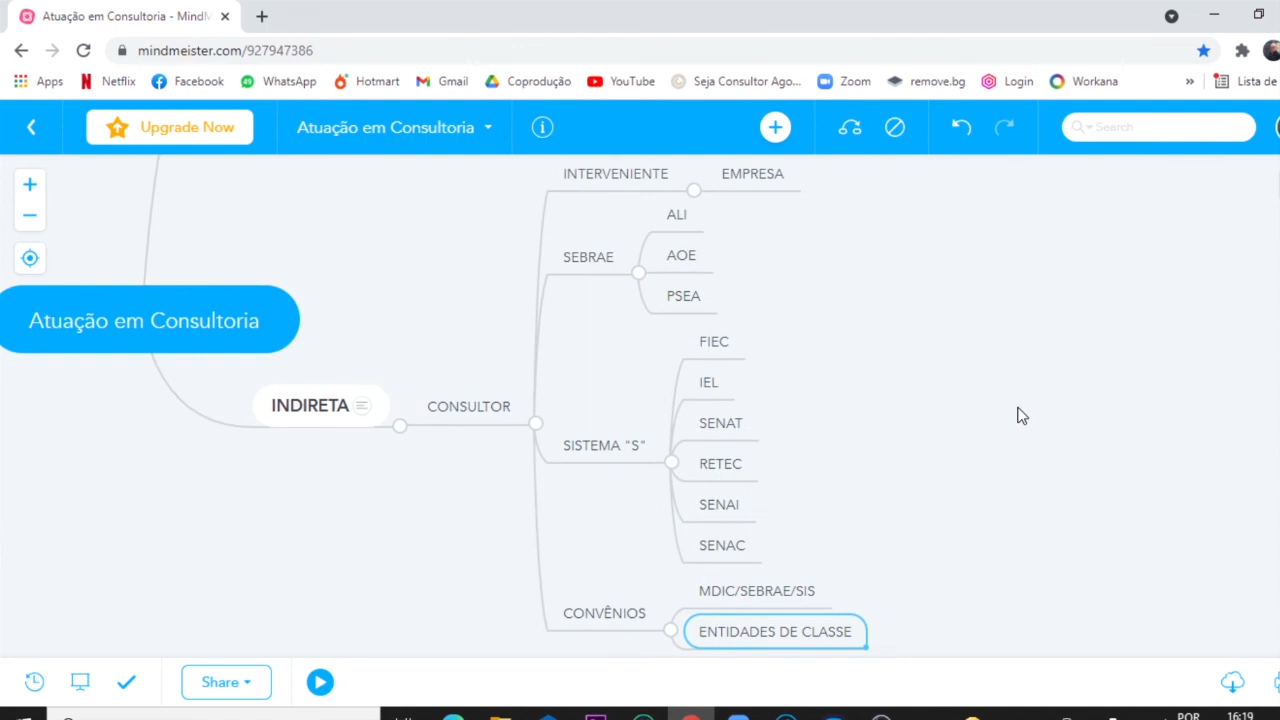 Atuação em Consultoria - MindM
mindmeister.com/927947386
Apps Netflix Facebook WhatsApp Hotmart Gmail Coprodução YouTube Seja Consultor Ago... Zoom remove.bg Login Workana » Lista de
Upgrade Now Atuação em Consultoria Search
INTERVENIENTE EMPRESA
ALI
SEBRAE AOE
PSEA
Atuação em Consultoria
FIEC
IEL
INDIRETA CONSULTOR
SENAT
SISTEMA "S"
RETEC
SENAI
SENAC
MDIC/SEBRAE/SIS
CONVÊNIOS
ENTIDADES DE CLASSE
Share
POR 16:19